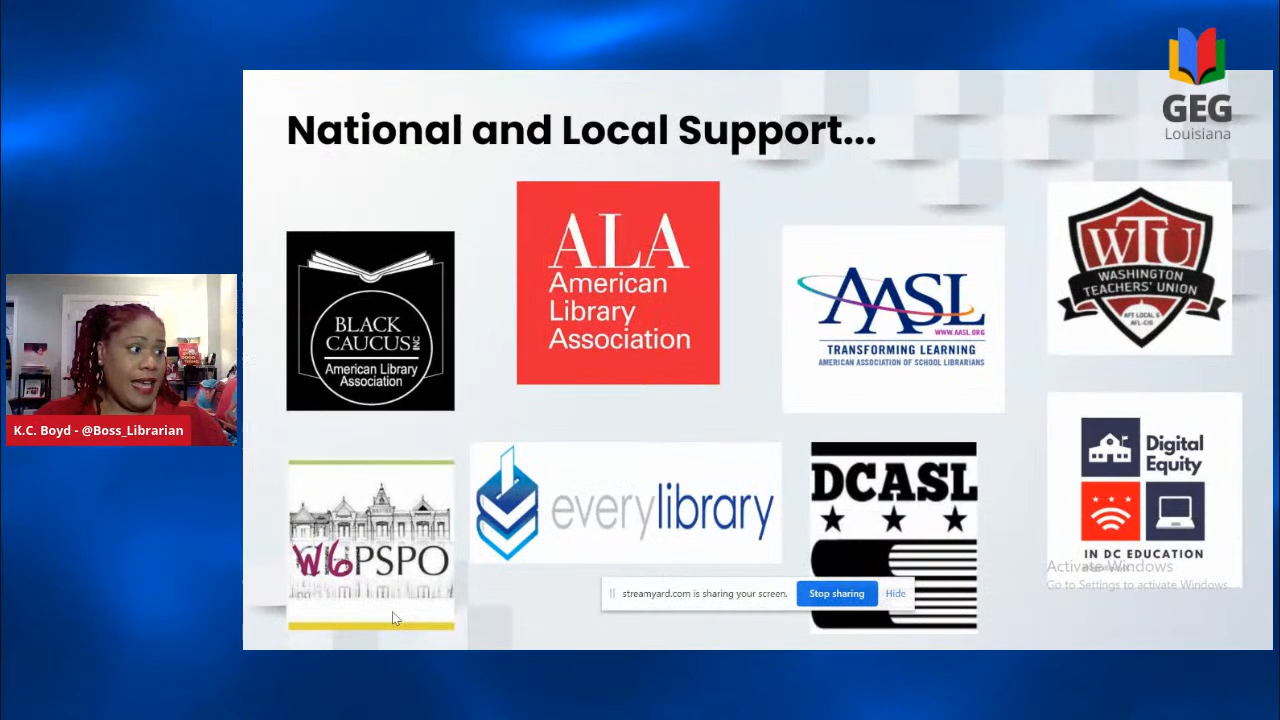 GEG
Louisiana
National and Local Support...
BLACK
CAUCUS INC
American Library
Association
ALA
American
Library
Association
AASL
WWW.AASL.ORG
TRANSFORMING LEARNING
AMERICAN ASSOCIATION OF SCHOOL LIBRARIANS
WTU
WASHINGTON
TEACHERS' UNION
AFT LOCAL 6
AFL-CIO
K.C. Boyd - @Boss_Librarian
W6PSPO
everylibrary
DCASL
Digital
Equity
IN DC EDUCATION
Activate Windows
Go to Settings to activate Windows.
streamyard.com is sharing your screen.
Stop sharing
Hide